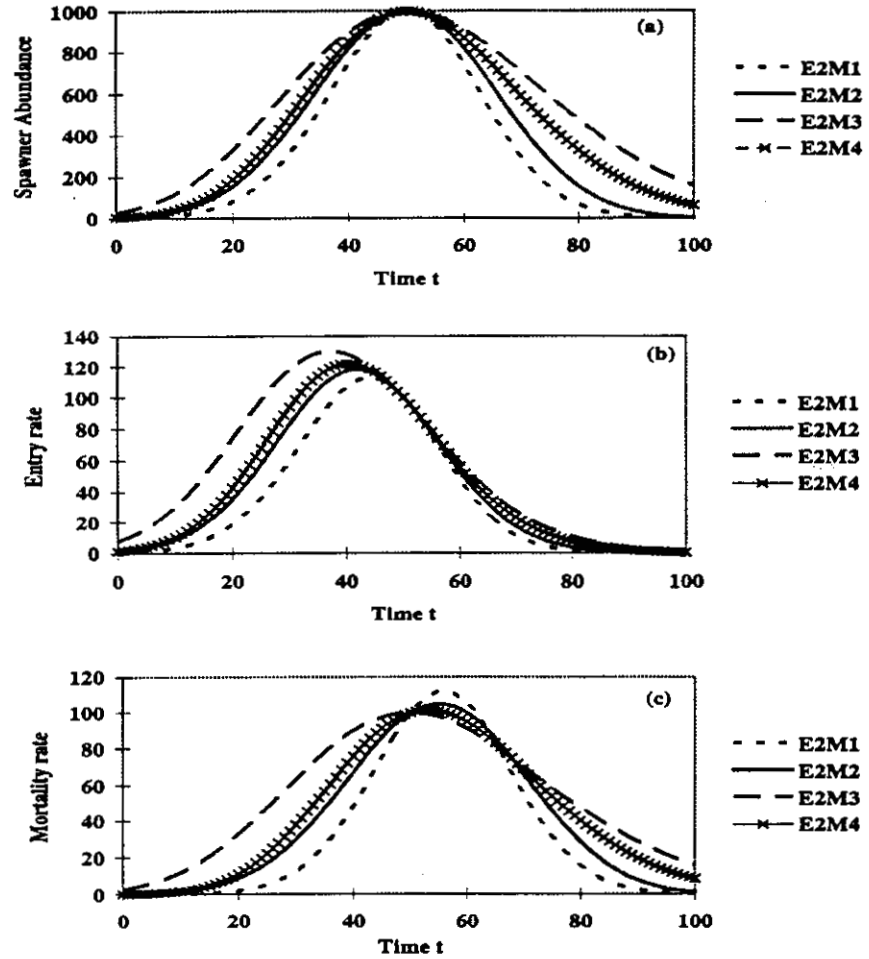 1000
800
600
400
200
0
Spawner Abundance
(a)
E2M1
E2M2
E2M3
E2M4
0 20 40 60 80 100
Time t
140
120
100
80
60
40
20
0
Entry rate
(b)
E2M1
E2M2
E2M3
E2M4
0 20 40 60 80 100
Time t
120
100
80
60
40
20
0
Mortality rate
(c)
E2M1
E2M2
E2M3
E2M4
0 20 40 60 80 100
Time t